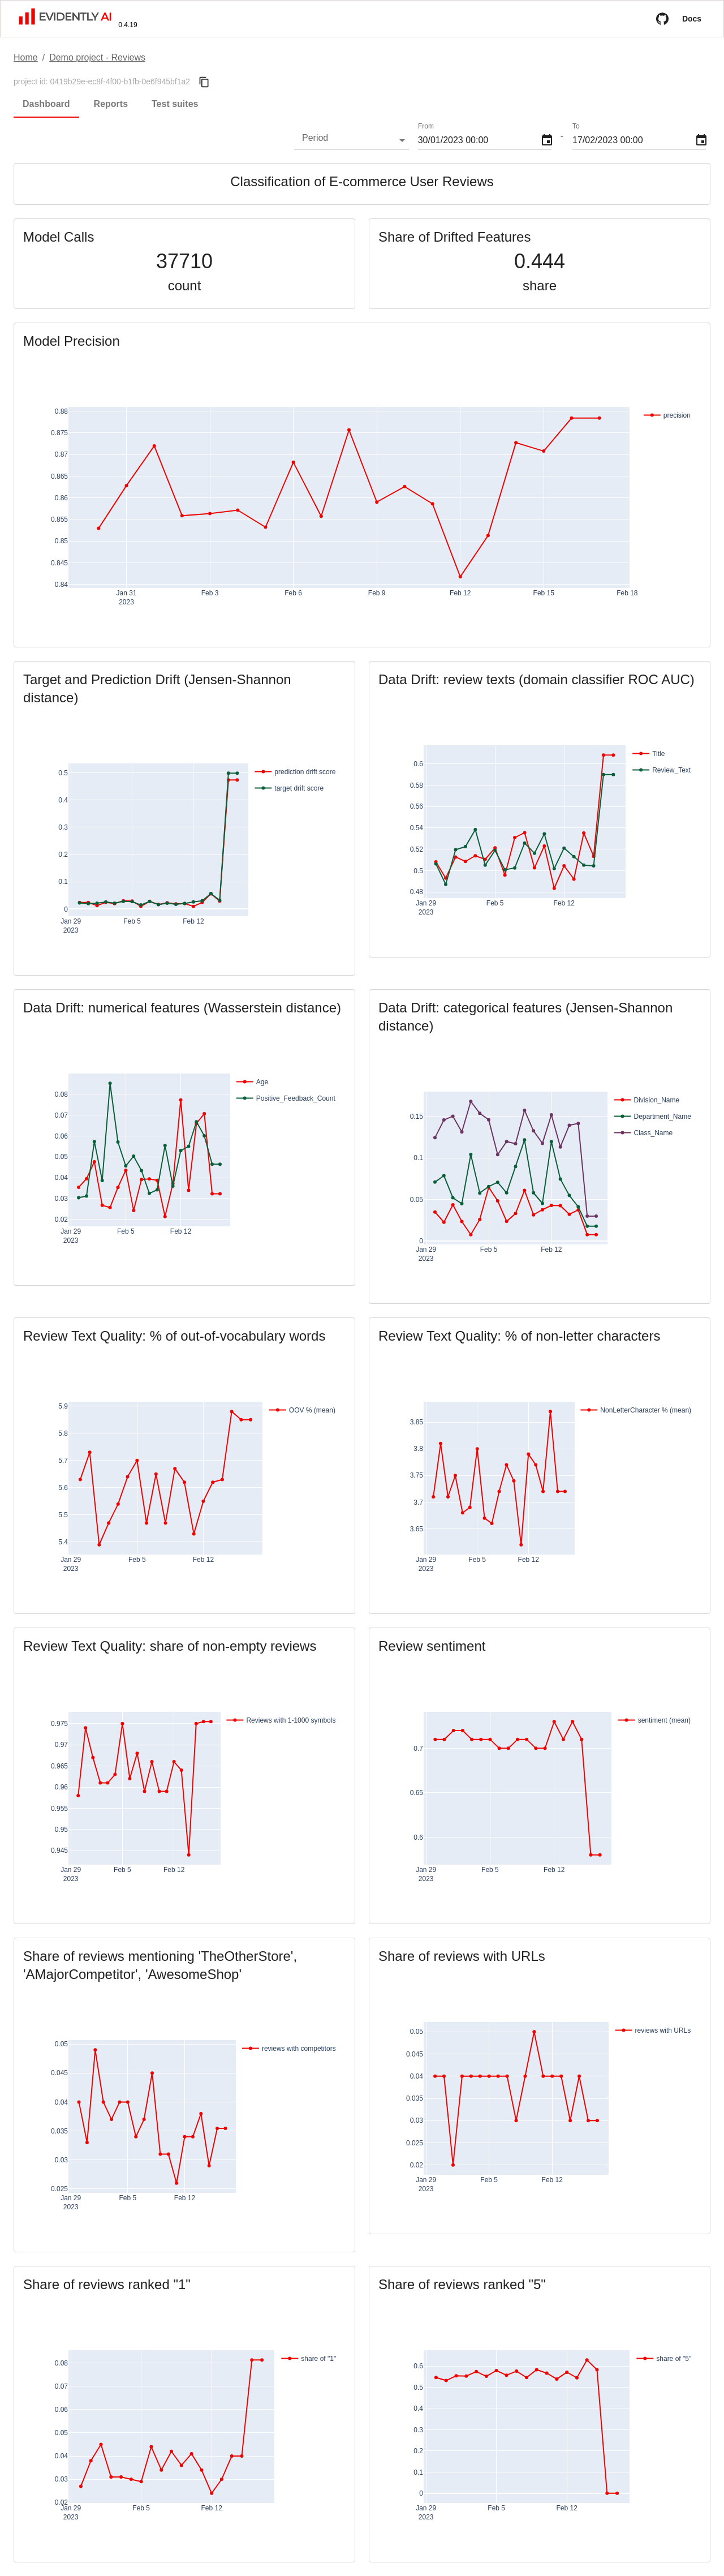 EVIDENTLY AI 0.4.19 Docs
Home / Demo project - Reviews
project id: 0419b29e-ec8f-4f00-b1fb-0e6f945bf1a2
Dashboard Reports Test suites
Period
From
30/01/2023 00:00
-
To
17/02/2023 00:00
Classification of E-commerce User Reviews
Model Calls
37710
count
Share of Drifted Features
0.444
share
Model Precision
0.88
0.875
0.87
0.865
0.86
0.855
0.85
0.845
0.84
Jan 31 Feb 3 Feb 6 Feb 9 Feb 12 Feb 15 Feb 18
2023
precision
Target and Prediction Drift (Jensen-Shannon
distance)
0.5
0.4
0.3
0.2
0.1
0
Jan 29 Feb 5 Feb 12
2023
prediction drift score
target drift score
Data Drift: review texts (domain classifier ROC AUC)
0.6
0.58
0.56
0.54
0.52
0.5
0.48
Jan 29 Feb 5 Feb 12
2023
Title
Review_Text
Data Drift: numerical features (Wasserstein distance)
0.08
0.07
0.06
0.05
0.04
0.03
0.02
Jan 29 Feb 5 Feb 12
2023
Age
Positive_Feedback_Count
Data Drift: categorical features (Jensen-Shannon
distance)
0.15
0.1
0.05
0
Jan 29 Feb 5 Feb 12
2023
Division_Name
Department_Name
Class_Name
Review Text Quality: % of out-of-vocabulary words
5.9
5.8
5.7
5.6
5.5
5.4
Jan 29 Feb 5 Feb 12
2023
OOV % (mean)
Review Text Quality: % of non-letter characters
3.85
3.8
3.75
3.7
3.65
Jan 29 Feb 5 Feb 12
2023
NonLetterCharacter % (mean)
Review Text Quality: share of non-empty reviews
0.975
0.97
0.965
0.96
0.955
0.95
0.945
Jan 29 Feb 5 Feb 12
2023
Reviews with 1-1000 symbols
Review sentiment
0.7
0.65
0.6
Jan 29 Feb 5 Feb 12
2023
sentiment (mean)
Share of reviews mentioning 'TheOtherStore',
'AMajorCompetitor', 'AwesomeShop'
0.05
0.045
0.04
0.035
0.03
0.025
Jan 29 Feb 5 Feb 12
2023
reviews with competitors
Share of reviews with URLs
0.05
0.045
0.04
0.035
0.03
0.025
0.02
Jan 29 Feb 5 Feb 12
2023
reviews with URLs
Share of reviews ranked "1"
0.08
0.07
0.06
0.05
0.04
0.03
0.02
Jan 29 Feb 5 Feb 12
2023
share of "1"
Share of reviews ranked "5"
0.6
0.5
0.4
0.3
0.2
0.1
0
Jan 29 Feb 5 Feb 12
2023
share of "5"